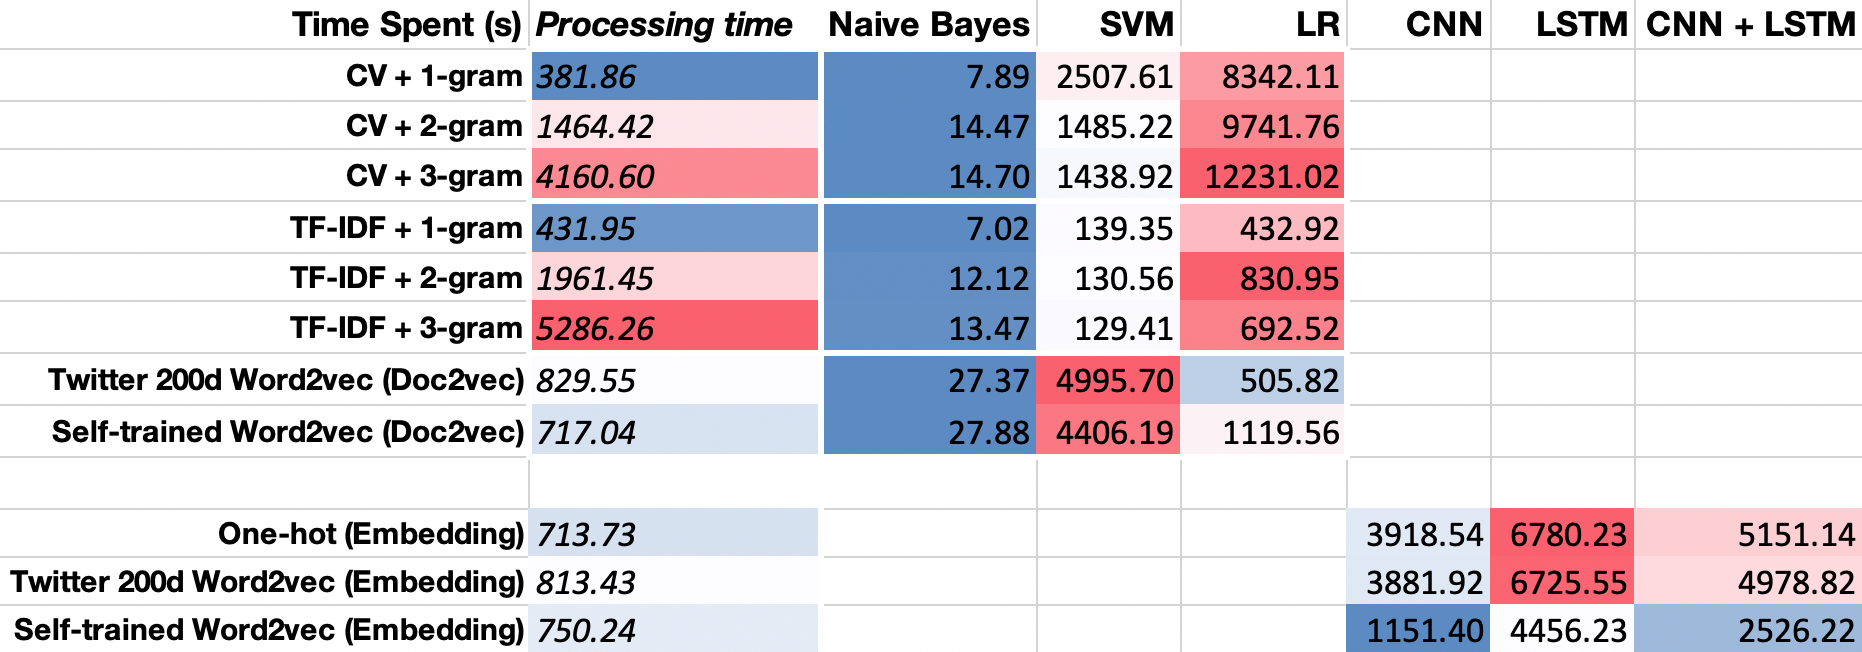 Time Spent (s) Processing time Naive Bayes SVM LR CNN LSTM CNN + LSTM
CV + 1-gram 381.86 7.89 2507.61 8342.11
CV + 2-gram 1464.42 14.47 1485.22 9741.76
CV + 3-gram 4160.60 14.70 1438.92 12231.02
TF-IDF + 1-gram 431.95 7.02 139.35 432.92
TF-IDF + 2-gram 1961.45 12.12 130.56 830.95
TF-IDF + 3-gram 5286.26 13.47 129.41 692.52
Twitter 200d Word2vec (Doc2vec) 829.55 27.37 4995.70 505.82
Self-trained Word2vec (Doc2vec) 717.04 27.88 4406.19 1119.56
One-hot (Embedding) 713.73 3918.54 6780.23 5151.14
Twitter 200d Word2vec (Embedding) 813.43 3881.92 6725.55 4978.82
Self-trained Word2vec (Embedding) 750.24 1151.40 4456.23 2526.22